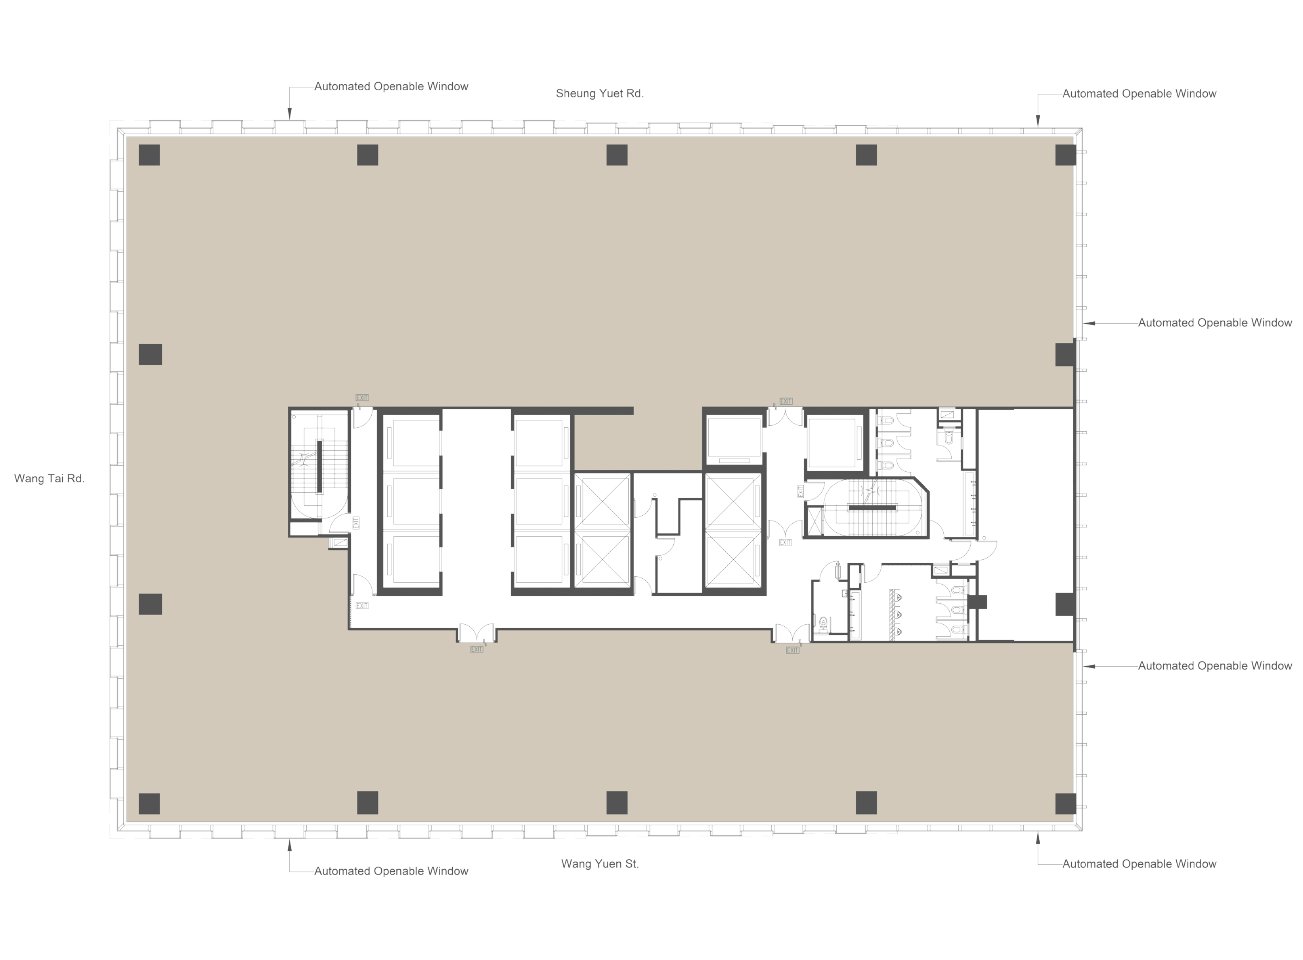 Automated Openable Window
Sheung Yuet Rd.
Automated Openable Window
Automated Openable Window
EXIT
EXIT
Wang Tai Rd.
EXIT
EXIT
EXIT
EXIT
EXIT
EXIT
Automated Openable Window
Wang Yuen St.
Automated Openable Window
Automated Openable Window